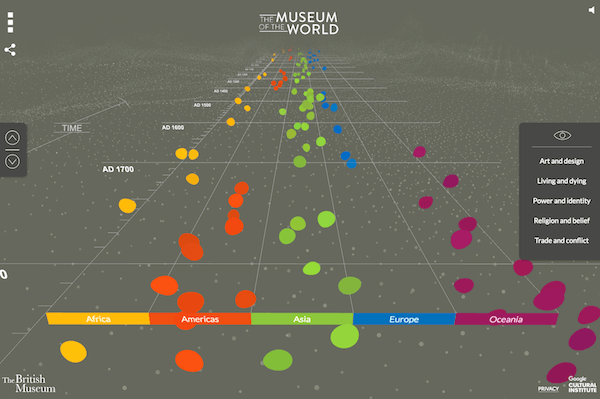 THE MUSEUM
OF THE WORLD
TIME
AD 1500
AD 1600
AD 1700
0
Art and design
Living and dying
Power and identity
Religion and belief
Trade and conflict
Africa
Americas
Asia
Europe
Oceania
The British
Museum
PRIVACY
Google
CULTURAL
INSTITUTE